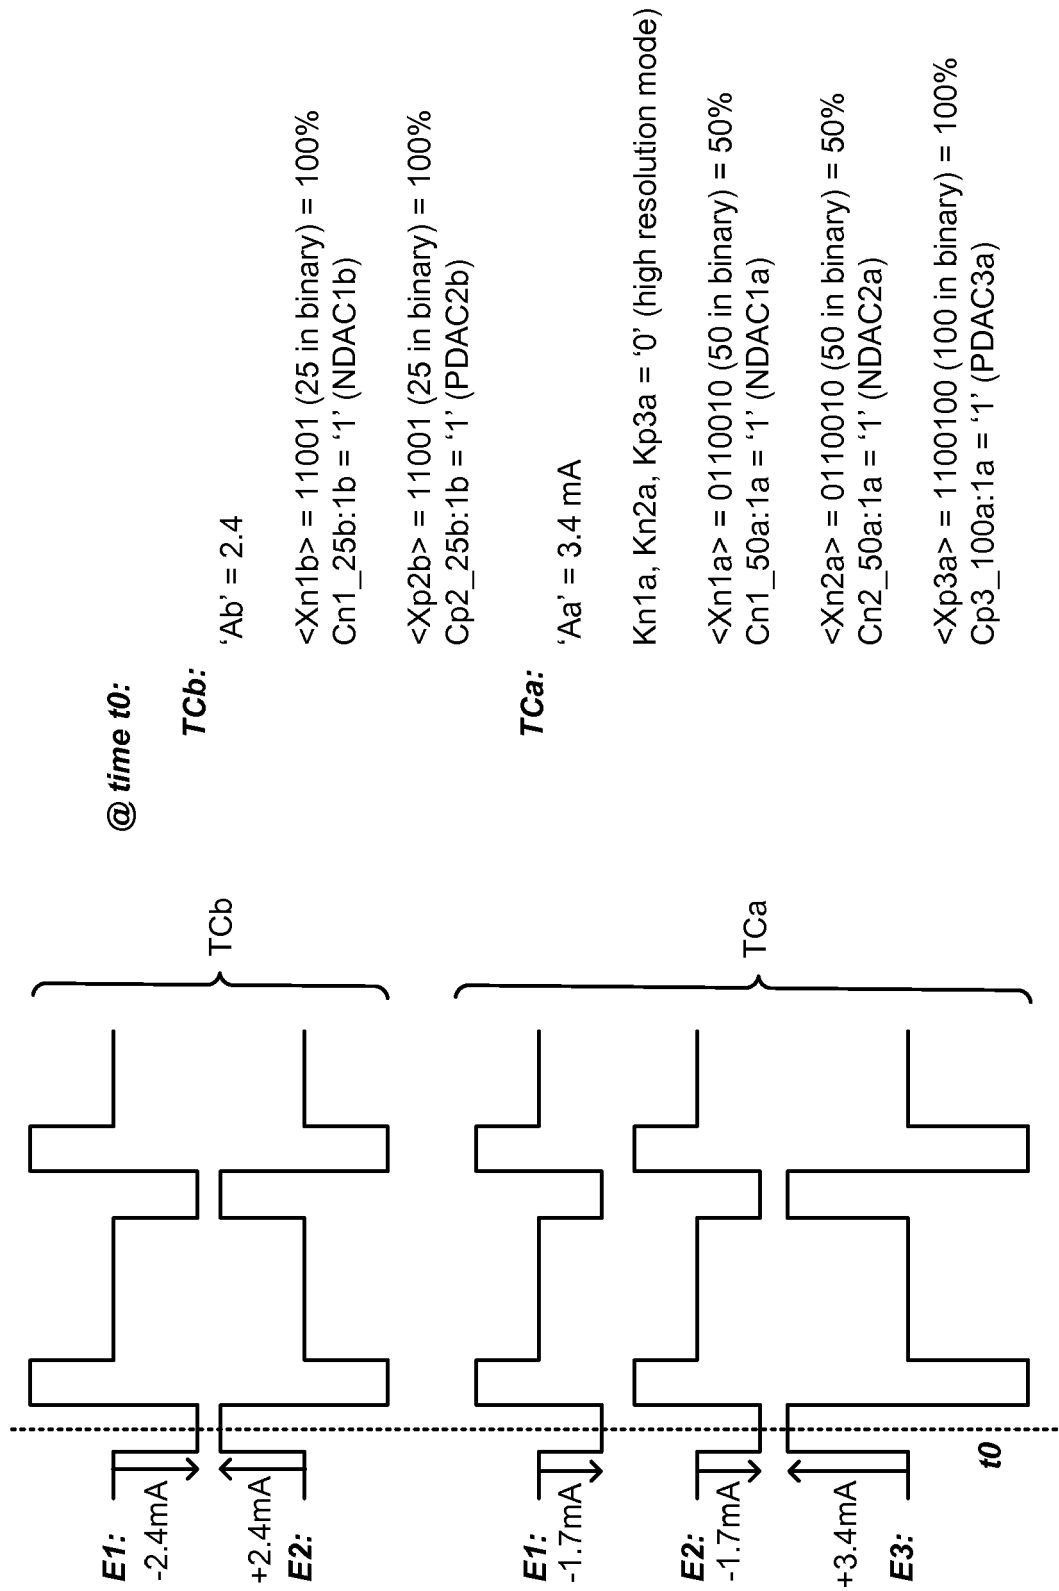 E1:
-2.4mA
+2.4mA
E2:
TCb
E1:
-1.7mA
E2:
-1.7mA
+3.4mA
E3:
TCa
t0
@ time t0:
TCb:
‘Ab’ = 2.4
<Xn1b> = 11001 (25 in binary) = 100%
Cn1_25b:1b = ‘1’ (NDAC1b)
<Xp2b> = 11001 (25 in binary) = 100%
Cp2_25b:1b = ‘1’ (PDAC2b)
TCa:
‘Aa’ = 3.4 mA
Kn1a, Kn2a, Kp3a = ‘0’ (high resolution mode)
<Xn1a> = 0110010 (50 in binary) = 50%
Cn1_50a:1a = ‘1’ (NDAC1a)
<Xn2a> = 0110010 (50 in binary) = 50%
Cn2_50a:1a = ‘1’ (NDAC2a)
<Xp3a> = 1100100 (100 in binary) = 100%
Cp3_100a:1a = ‘1’ (PDAC3a)